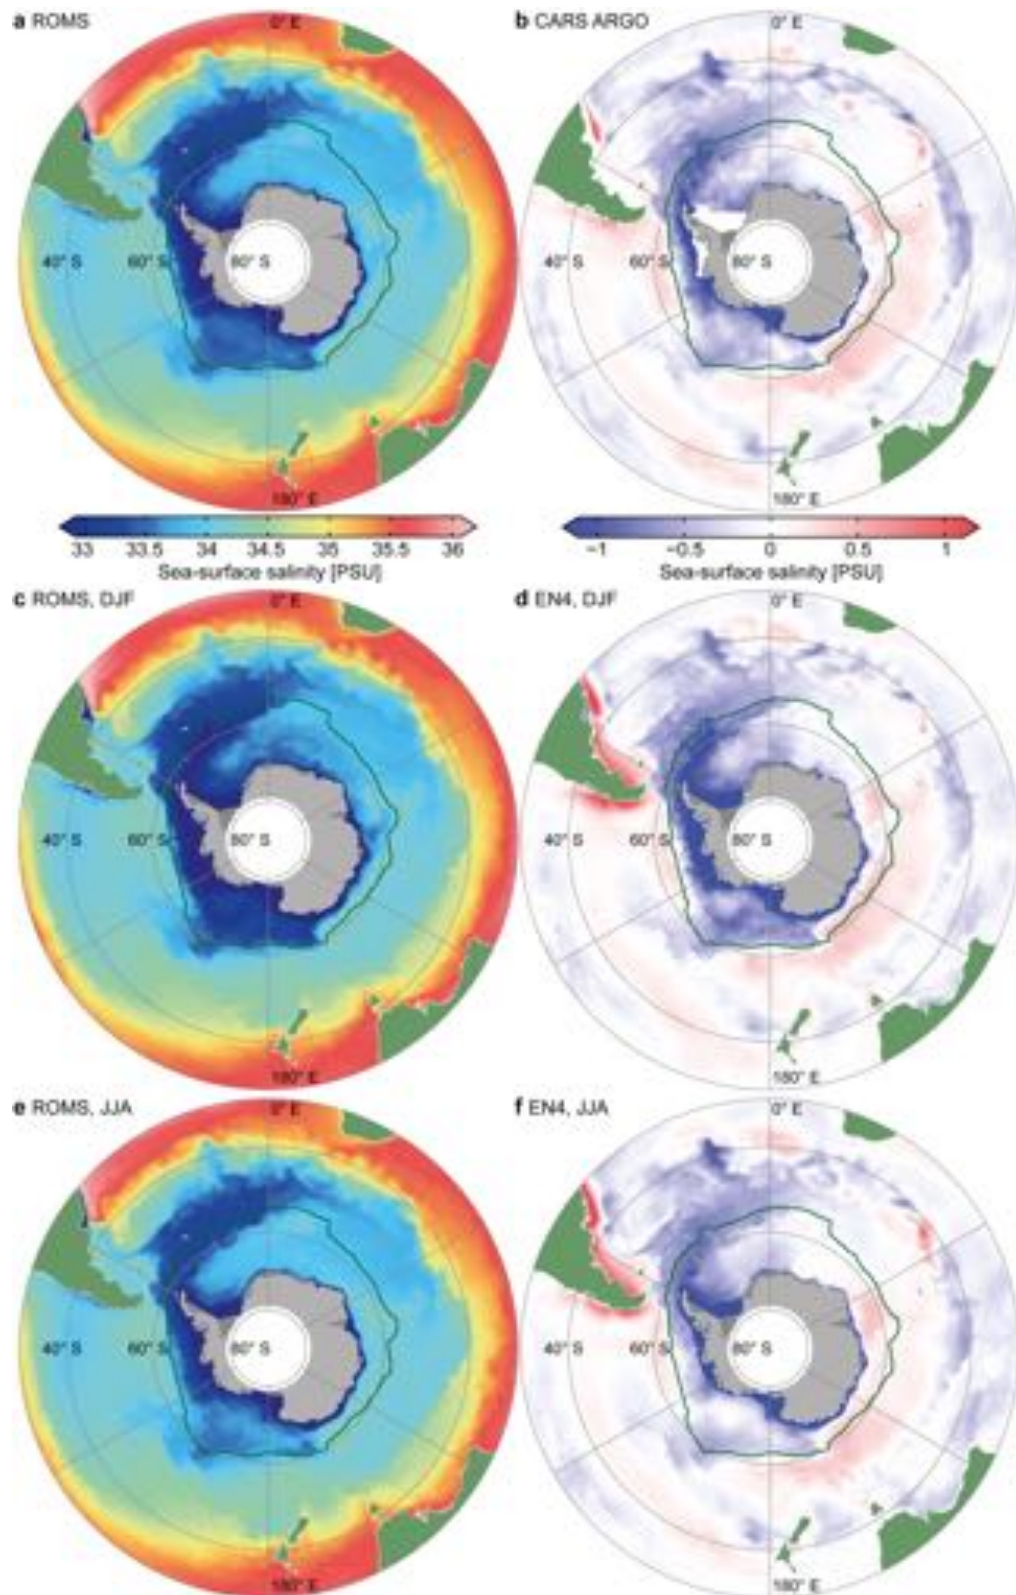 a ROMS
b CARS ARGO
0° E
0° E
40° S 60° S 80° S
40° S 60° S 80° S
180° E
180° E
33 33.5 34 34.5 35 35.5 36
−1 −0.5 0 0.5 1
Sea-surface salinity [PSU]
Sea-surface salinity [PSU]
c ROMS, DJF
d EN4, DJF
0° E
0° E
40° S 60° S 80° S
40° S 60° S 80° S
180° E
180° E
e ROMS, JJA
f EN4, JJA
0° E
0° E
40° S 60° S 80° S
40° S 60° S 80° S
180° E
180° E